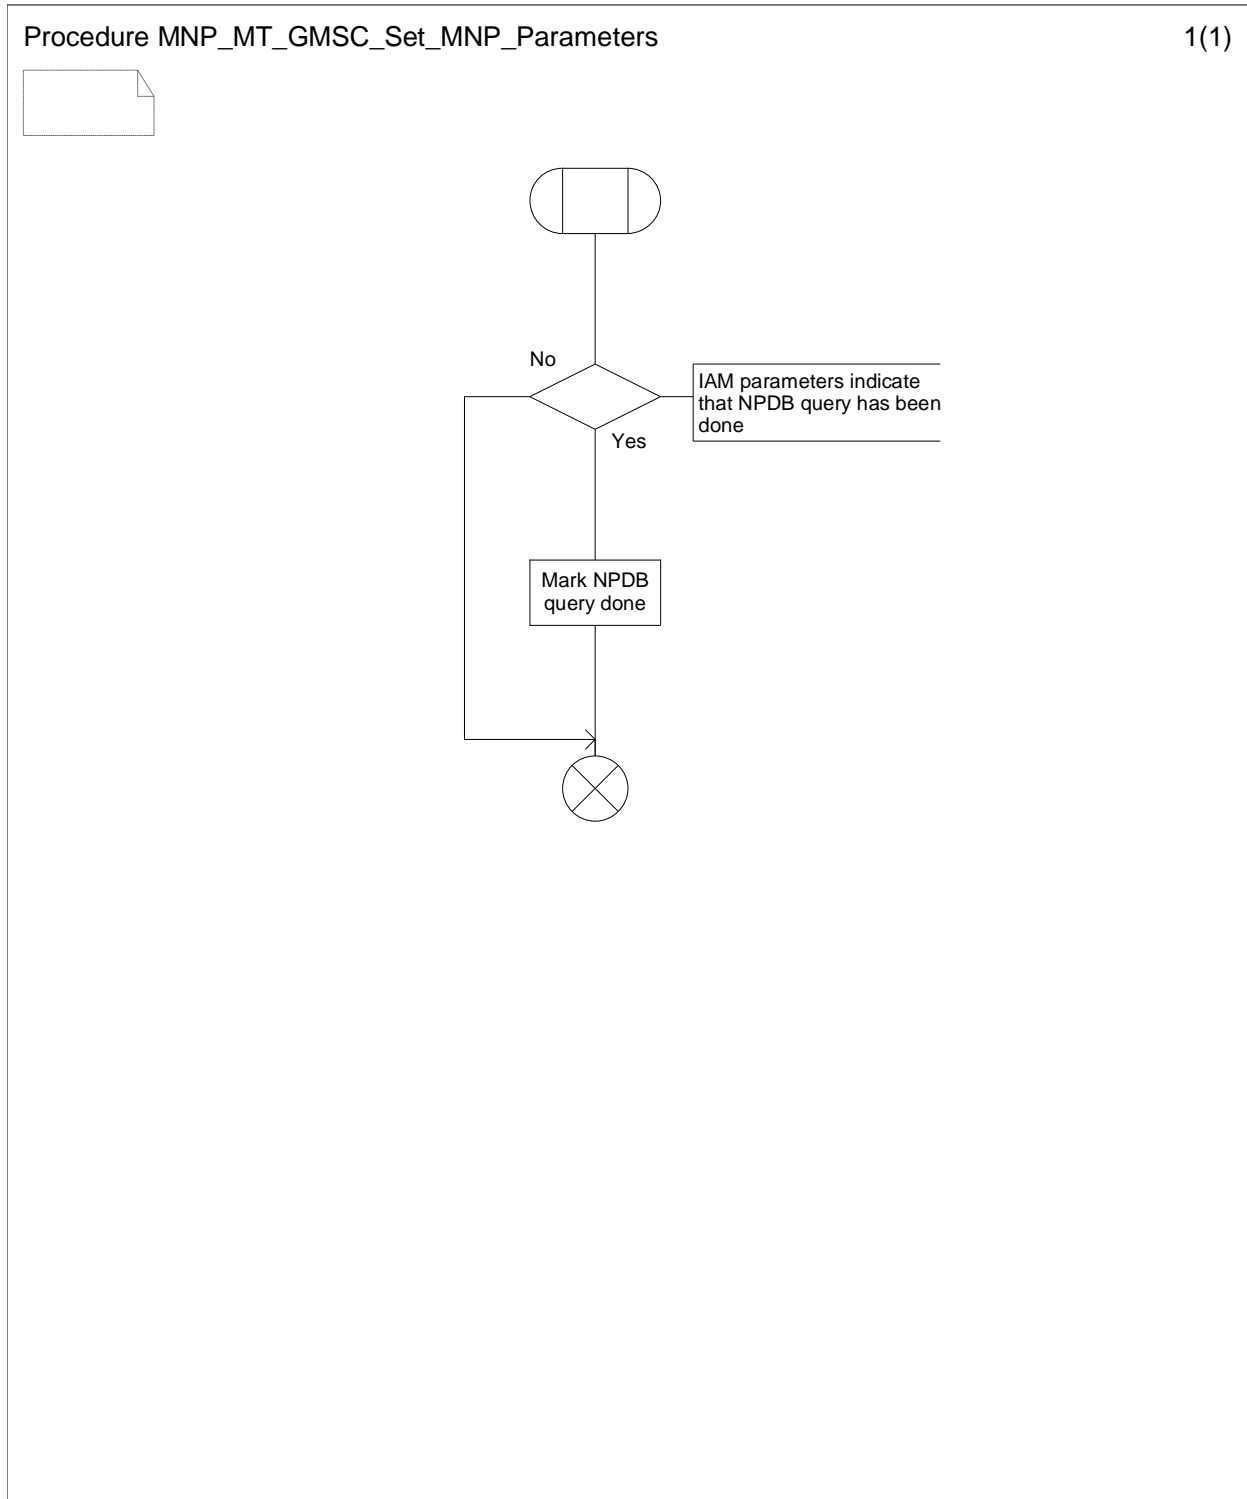 Procedure MNP_MT_GMSC_Set_MNP_Parameters
1(1)
No
IAM parameters indicate
that NPDB query has been
done
Yes
Mark NPDB
query done